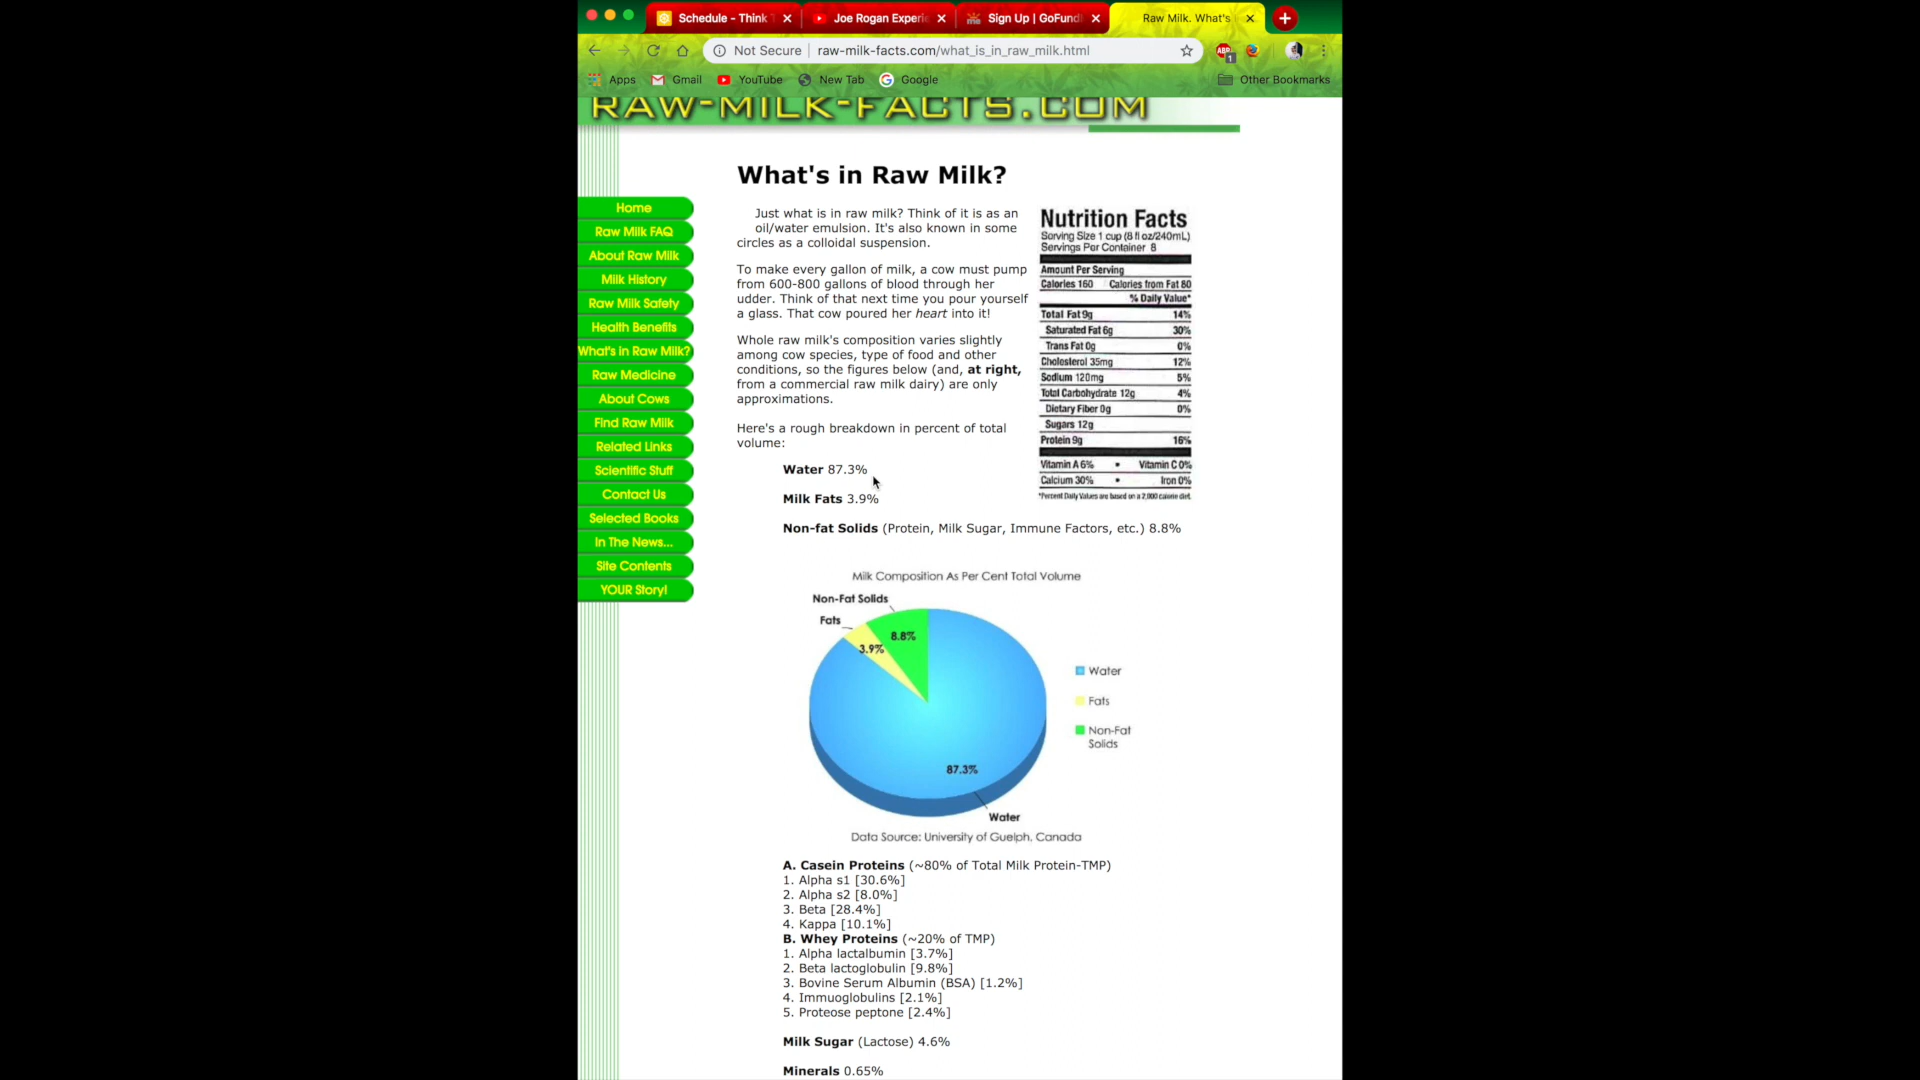 Schedule - Think T
Joe Rogan Experie
Sign Up | GoFund
Raw Milk. What's
Not Secure | raw-milk-facts.com/what_is_in_raw_milk.html
ABP
1
Apps
Gmail
YouTube
New Tab
Google
Other Bookmarks
RAW-MILK-FACTS.COM
What's in Raw Milk?
Home
Raw Milk FAQ
About Raw Milk
Milk History
Raw Milk Safety
Health Benefits
What's in Raw Milk?
Raw Medicine
About Cows
Find Raw Milk
Related Links
Scientific Stuff
Contact Us
Selected Books
In The News...
Site Contents
YOUR Story!
Just what is in raw milk? Think of it is as an
oil/water emulsion. It's also known in some
circles as a colloidal suspension.
To make every gallon of milk, a cow must pump
from 600-800 gallons of blood through her
udder. Think of that next time you pour yourself
a glass. That cow poured her heart into it!
Whole raw milk's composition varies slightly
among cow species, type of food and other
conditions, so the figures below (and, at right,
from a commercial raw milk dairy) are only
approximations.
Here's a rough breakdown in percent of total
volume:
Nutrition Facts
Serving Size 1 cup (8 fl oz/240mL)
Servings Per Container 8
Amount Per Serving
Calories 160 Calories from Fat 80
% Daily Value*
Total Fat 9g 14%
Saturated Fat 6g 30%
Trans Fat 0g 0%
Cholesterol 35mg 12%
Sodium 120mg 5%
Total Carbohydrate 12g 4%
Dietary Fiber 0g 0%
Sugars 12g
Protein 9g 16%
Vitamin A 6% • Vitamin C 0%
Calcium 30% • Iron 0%
*Percent Daily Values are based on a 2,000 calorie diet.
Water 87.3%
Milk Fats 3.9%
Non-fat Solids (Protein, Milk Sugar, Immune Factors, etc.) 8.8%
Milk Composition As Per Cent Total Volume
Non-Fat Solids
Fats
8.8%
3.9%
87.3%
Water
Water
Fats
Non-Fat
Solids
Data Source: University of Guelph, Canada
A. Casein Proteins (~80% of Total Milk Protein-TMP)
1. Alpha s1 [30.6%]
2. Alpha s2 [8.0%]
3. Beta [28.4%]
4. Kappa [10.1%]
B. Whey Proteins (~20% of TMP)
1. Alpha lactalbumin [3.7%]
2. Beta lactoglobulin [9.8%]
3. Bovine Serum Albumin (BSA) [1.2%]
4. Immuoglobulins [2.1%]
5. Proteose peptone [2.4%]
Milk Sugar (Lactose) 4.6%
Minerals 0.65%